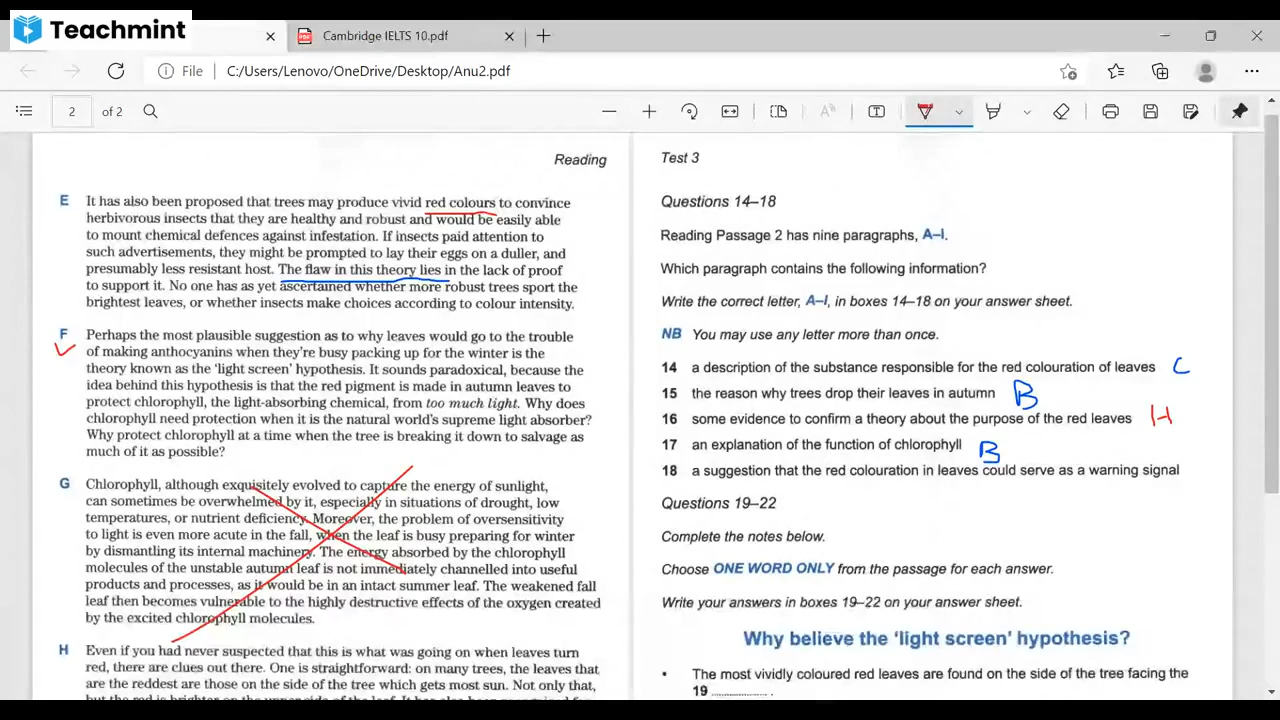 Teachmint
Cambridge IELTS 10.pdf
File C:/Users/Lenovo/OneDrive/Desktop/Anu2.pdf
2 of 2
Reading
E It has also been proposed that trees may produce vivid red colours to convince
herbivorous insects that they are healthy and robust and would be easily able
to mount chemical defences against infestation. If insects paid attention to
such advertisements, they might be prompted to lay their eggs on a duller, and
presumably less resistant host. The flaw in this theory lies in the lack of proof
to support it. No one has as yet ascertained whether more robust trees sport the
brightest leaves, or whether insects make choices according to colour intensity.
F Perhaps the most plausible suggestion as to why leaves would go to the trouble
of making anthocyanins when they're busy packing up for the winter is the
theory known as the 'light screen' hypothesis. It sounds paradoxical, because the
idea behind this hypothesis is that the red pigment is made in autumn leaves to
protect chlorophyll, the light-absorbing chemical, from too much light. Why does
chlorophyll need protection when it is the natural world's supreme light absorber?
Why protect chlorophyll at a time when the tree is breaking it down to salvage as
much of it as possible?
G Chlorophyll, although exquisitely evolved to capture the energy of sunlight,
can sometimes be overwhelmed by it, especially in situations of drought, low
temperatures, or nutrient deficiency. Moreover, the problem of oversensitivity
to light is even more acute in the fall, when the leaf is busy preparing for winter
by dismantling its internal machinery. The energy absorbed by the chlorophyll
molecules of the unstable autumn leaf is not immediately channelled into useful
products and processes, as it would be in an intact summer leaf. The weakened fall
leaf then becomes vulnerable to the highly destructive effects of the oxygen created
by the excited chlorophyll molecules.
H Even if you had never suspected that this is what was going on when leaves turn
red, there are clues out there. One is straightforward: on many trees, the leaves that
are the reddest are those on the side of the tree which gets most sun. Not only that,
Test 3
Questions 14–18
Reading Passage 2 has nine paragraphs, A–I.
Which paragraph contains the following information?
Write the correct letter, A–I, in boxes 14–18 on your answer sheet.
NB You may use any letter more than once.
14 a description of the substance responsible for the red colouration of leaves C
15 the reason why trees drop their leaves in autumn B
16 some evidence to confirm a theory about the purpose of the red leaves H
17 an explanation of the function of chlorophyll B
18 a suggestion that the red colouration in leaves could serve as a warning signal
Questions 19–22
Complete the notes below.
Choose ONE WORD ONLY from the passage for each answer.
Write your answers in boxes 19–22 on your answer sheet.
Why believe the 'light screen' hypothesis?
• The most vividly coloured red leaves are found on the side of the tree facing the
19 ..............